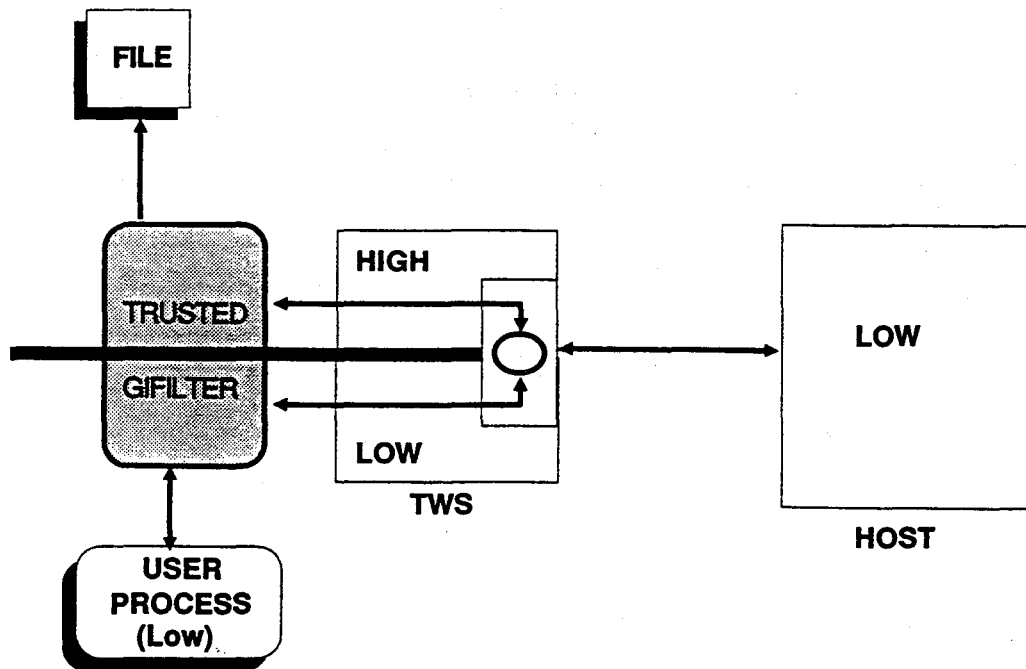 FILE
HIGH
TRUSTED
LOW
GIFILTER
LOW
TWS
HOST
USER
PROCESS
(Low)